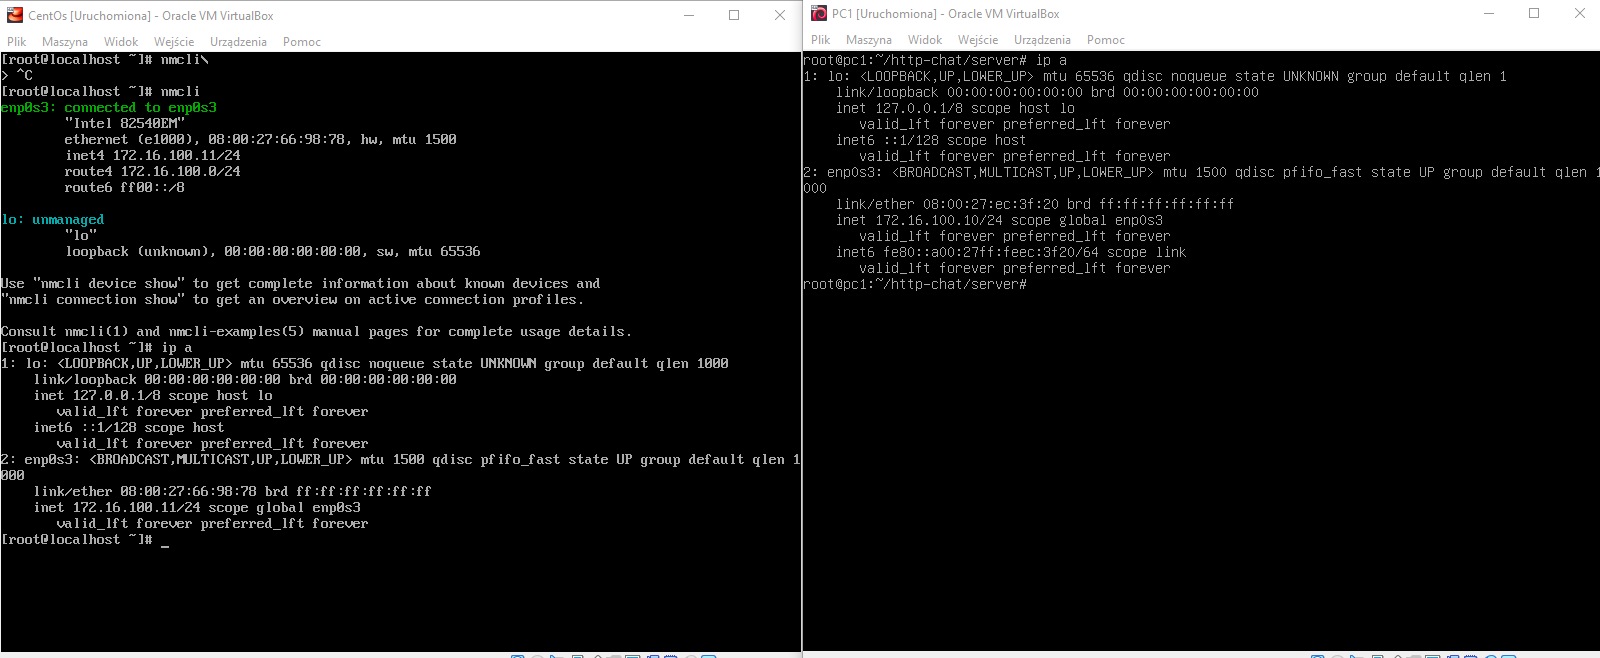 CentOs [Uruchomiona] - Oracle VM VirtualBox
Plik Maszyna Widok Wejście Urządzenia Pomoc
[root@localhost ~]# nmcli\
> ^C
[root@localhost ~]# nmcli
enp0s3: connected to enp0s3
"Intel 82540EM"
ethernet (e1000), 08:00:27:66:98:78, hw, mtu 1500
inet4 172.16.100.11/24
route4 172.16.100.0/24
route6 ff00::/8
lo: unmanaged
"lo"
loopback (unknown), 00:00:00:00:00:00, sw, mtu 65536
Use "nmcli device show" to get complete information about known devices and
"nmcli connection show" to get an overview on active connection profiles.
Consult nmcli(1) and nmcli-examples(5) manual pages for complete usage details.
[root@localhost ~]# ip a
1: lo: <LOOPBACK,UP,LOWER_UP> mtu 65536 qdisc noqueue state UNKNOWN group default qlen 1000
link/loopback 00:00:00:00:00:00 brd 00:00:00:00:00:00
inet 127.0.0.1/8 scope host lo
valid_lft forever preferred_lft forever
inet6 ::1/128 scope host
valid_lft forever preferred_lft forever
2: enp0s3: <BROADCAST,MULTICAST,UP,LOWER_UP> mtu 1500 qdisc pfifo_fast state UP group default qlen 1
000
link/ether 08:00:27:66:98:78 brd ff:ff:ff:ff:ff:ff
inet 172.16.100.11/24 scope global enp0s3
valid_lft forever preferred_lft forever
[root@localhost ~]# _
PC1 [Uruchomiona] - Oracle VM VirtualBox
Plik Maszyna Widok Wejście Urządzenia Pomoc
root@pc1:~/http-chat/server# ip a
1: lo: <LOOPBACK,UP,LOWER_UP> mtu 65536 qdisc noqueue state UNKNOWN group default qlen 1
link/loopback 00:00:00:00:00:00 brd 00:00:00:00:00:00
inet 127.0.0.1/8 scope host lo
valid_lft forever preferred_lft forever
inet6 ::1/128 scope host
valid_lft forever preferred_lft forever
2: enp0s3: <BROADCAST,MULTICAST,UP,LOWER_UP> mtu 1500 qdisc pfifo_fast state UP group default qlen 1
000
link/ether 08:00:27:ec:3f:20 brd ff:ff:ff:ff:ff:ff
inet 172.16.100.10/24 scope global enp0s3
valid_lft forever preferred_lft forever
inet6 fe80::a00:27ff:feec:3f20/64 scope link
valid_lft forever preferred_lft forever
root@pc1:~/http-chat/server#